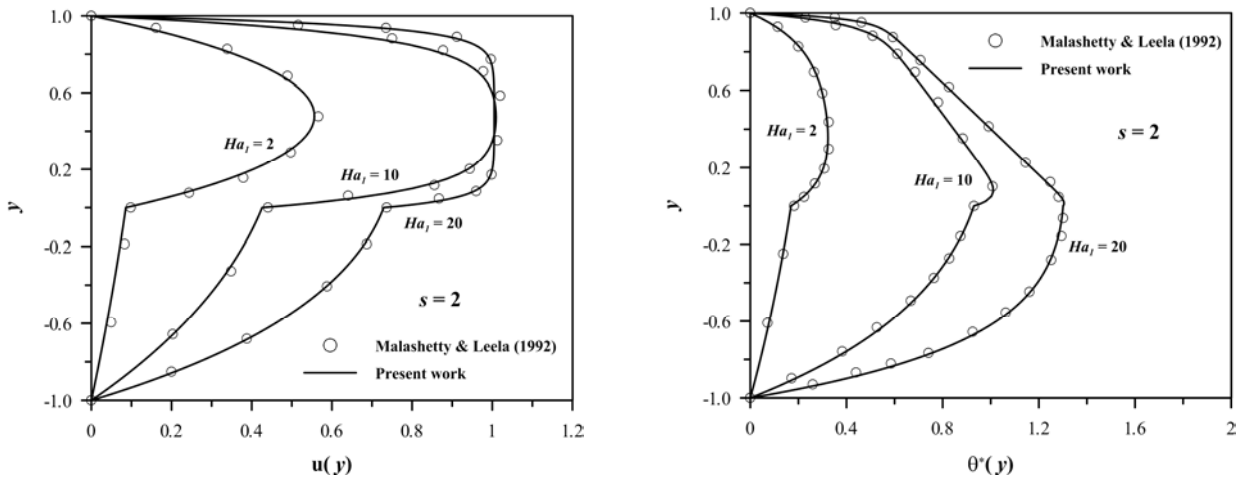 1.0
0.6
0.2
-0.2
-0.6
-1.0
y
Ha1 = 2
Ha1 = 10
Ha1 = 20
s = 2
Malashetty & Leela (1992)
Present work
0 0.2 0.4 0.6 0.8 1 1.2
u( y)
1.0
0.6
0.2
-0.2
-0.6
-1.0
y
Malashetty & Leela (1992)
Present work
s = 2
Ha1 = 2
Ha1 = 10
Ha1 = 20
0 0.4 0.8 1.2 1.6 2
θ*( y)